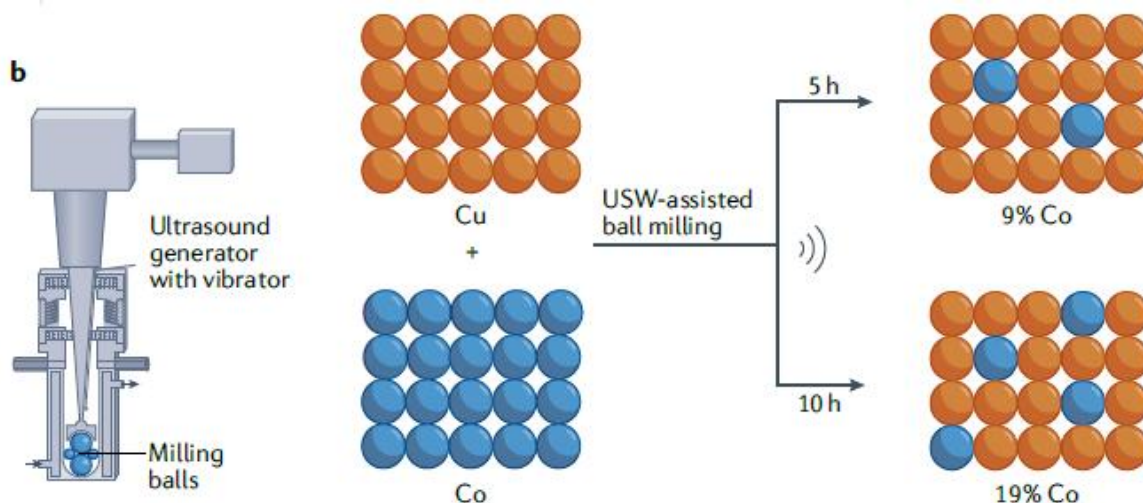 b
Ultrasound
generator
with vibrator
Milling
balls
Cu
+
Co
USW-assisted
ball milling
5 h
9% Co
10 h
19% Co